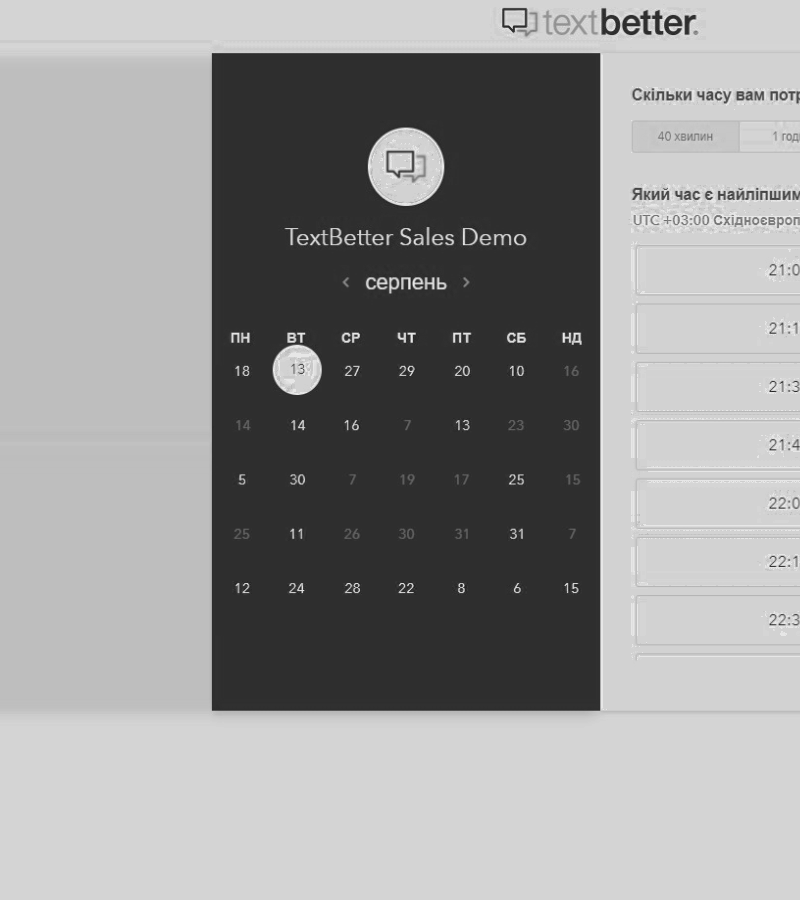 textbetter.
TextBetter Sales Demo
серпень
ПН ВТ СР ЧТ ПТ СБ НД
18 13 27 29 20 10 16
14 14 16 7 13 23 30
5 30 7 19 17 25 15
25 11 26 30 31 31 7
12 24 28 22 8 6 15
Скільки часу вам потр
40 хвилин 1 год
Який час є найліпшим
UTC +03:00 Східноєвроп
21:0
21:1
21:3
21:4
22:0
22:1
22:3